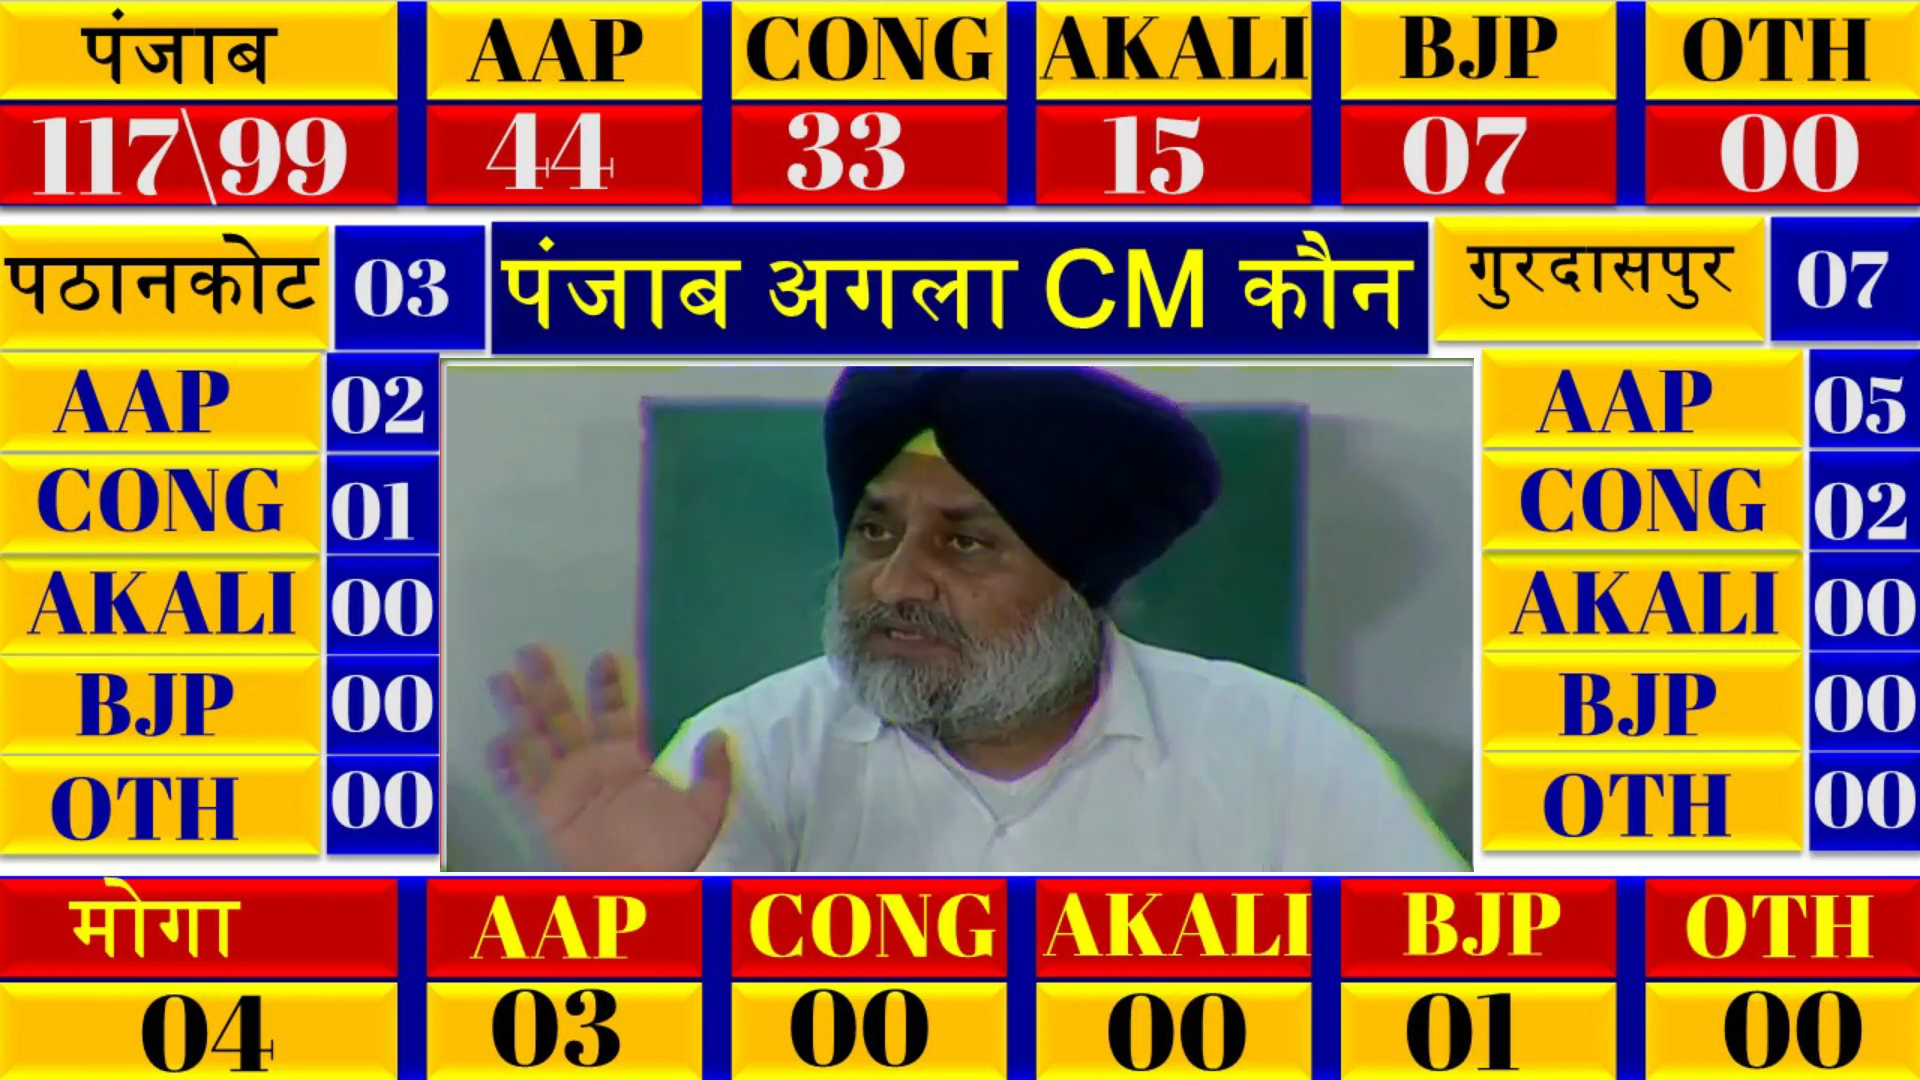 पंजाब AAP CONG AKALI BJP OTH
117\99 44 33 15 07 00
पठानकोट 03 पंजाब अगला CM कौन गुरदासपुर 07
AAP 02 AAP 05
CONG 01 CONG 02
AKALI 00 AKALI 00
BJP 00 BJP 00
OTH 00 OTH 00
मोगा AAP CONG AKALI BJP OTH
04 03 00 00 01 00